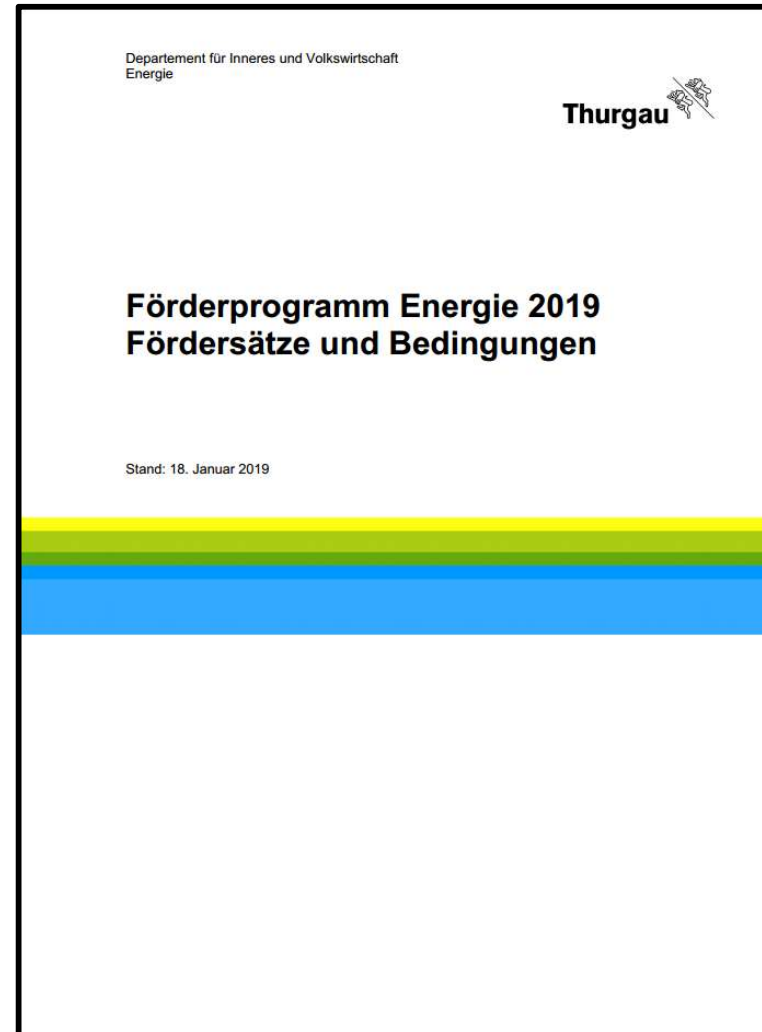 Departement für Inneres und Volkswirtschaft
Energie
Thurgau
Förderprogramm Energie 2019
Fördersätze und Bedingungen
Stand: 18. Januar 2019